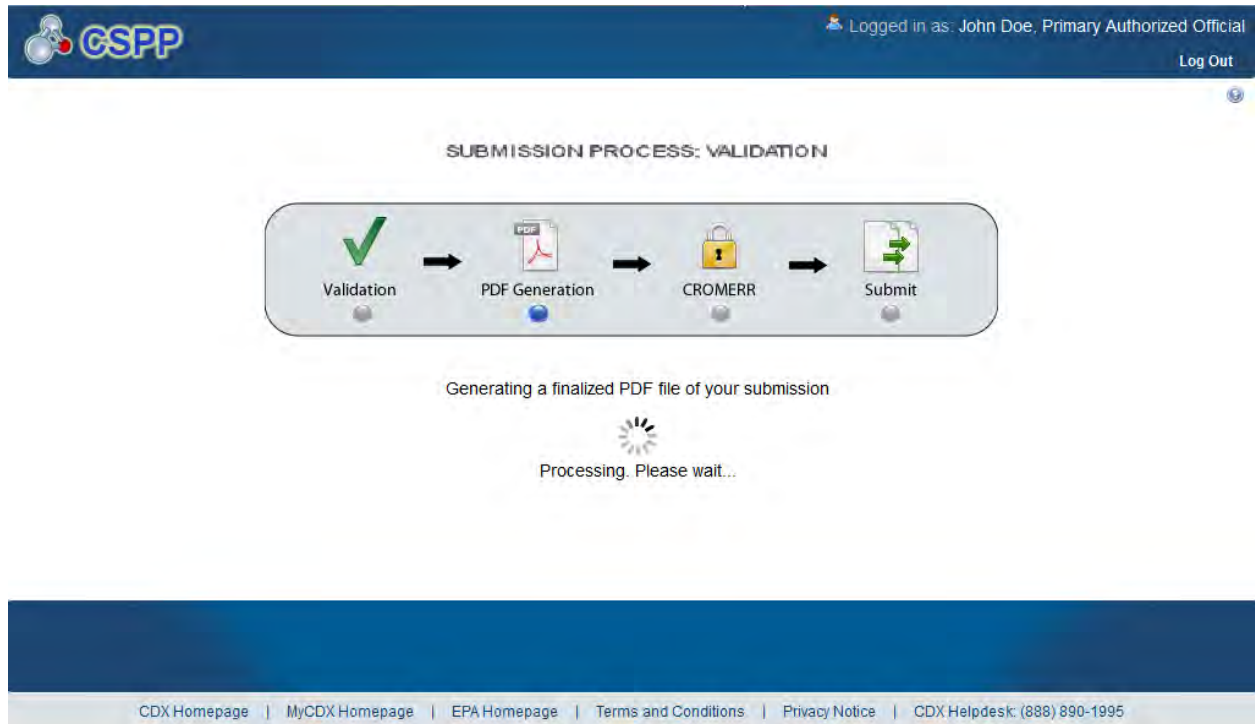 CSPP
Logged in as: John Doe, Primary Authorized Official
Log Out
SUBMISSION PROCESS: VALIDATION
PDF
Validation
PDF Generation
CROMERR
Submit
Generating a finalized PDF file of your submission
Processing. Please wait...
CDX Homepage | MyCDX Homepage | EPA Homepage | Terms and Conditions | Privacy Notice | CDX Helpdesk: (888) 890-1995